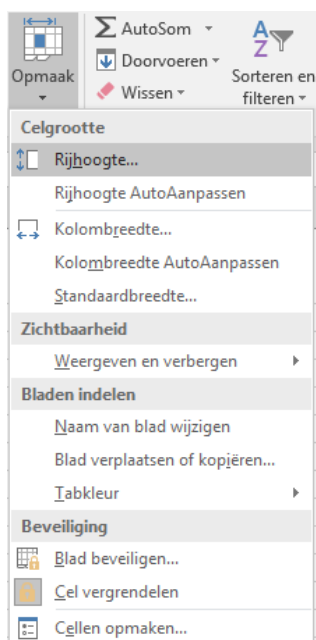 Opmaak
AutoSom
Doorvoeren
Wissen
Sorteren en
filteren
Celgrootte
Rijhoogte...
Rijhoogte AutoAanpassen
Kolombreedte...
Kolombreedte AutoAanpassen
Standaardbreedte...
Zichtbaarheid
Weergeven en verbergen
Bladen indelen
Naam van blad wijzigen
Blad verplaatsen of kopiëren...
Tabkleur
Beveiliging
Blad beveiligen...
Cel vergrendelen
Cellen opmaken...